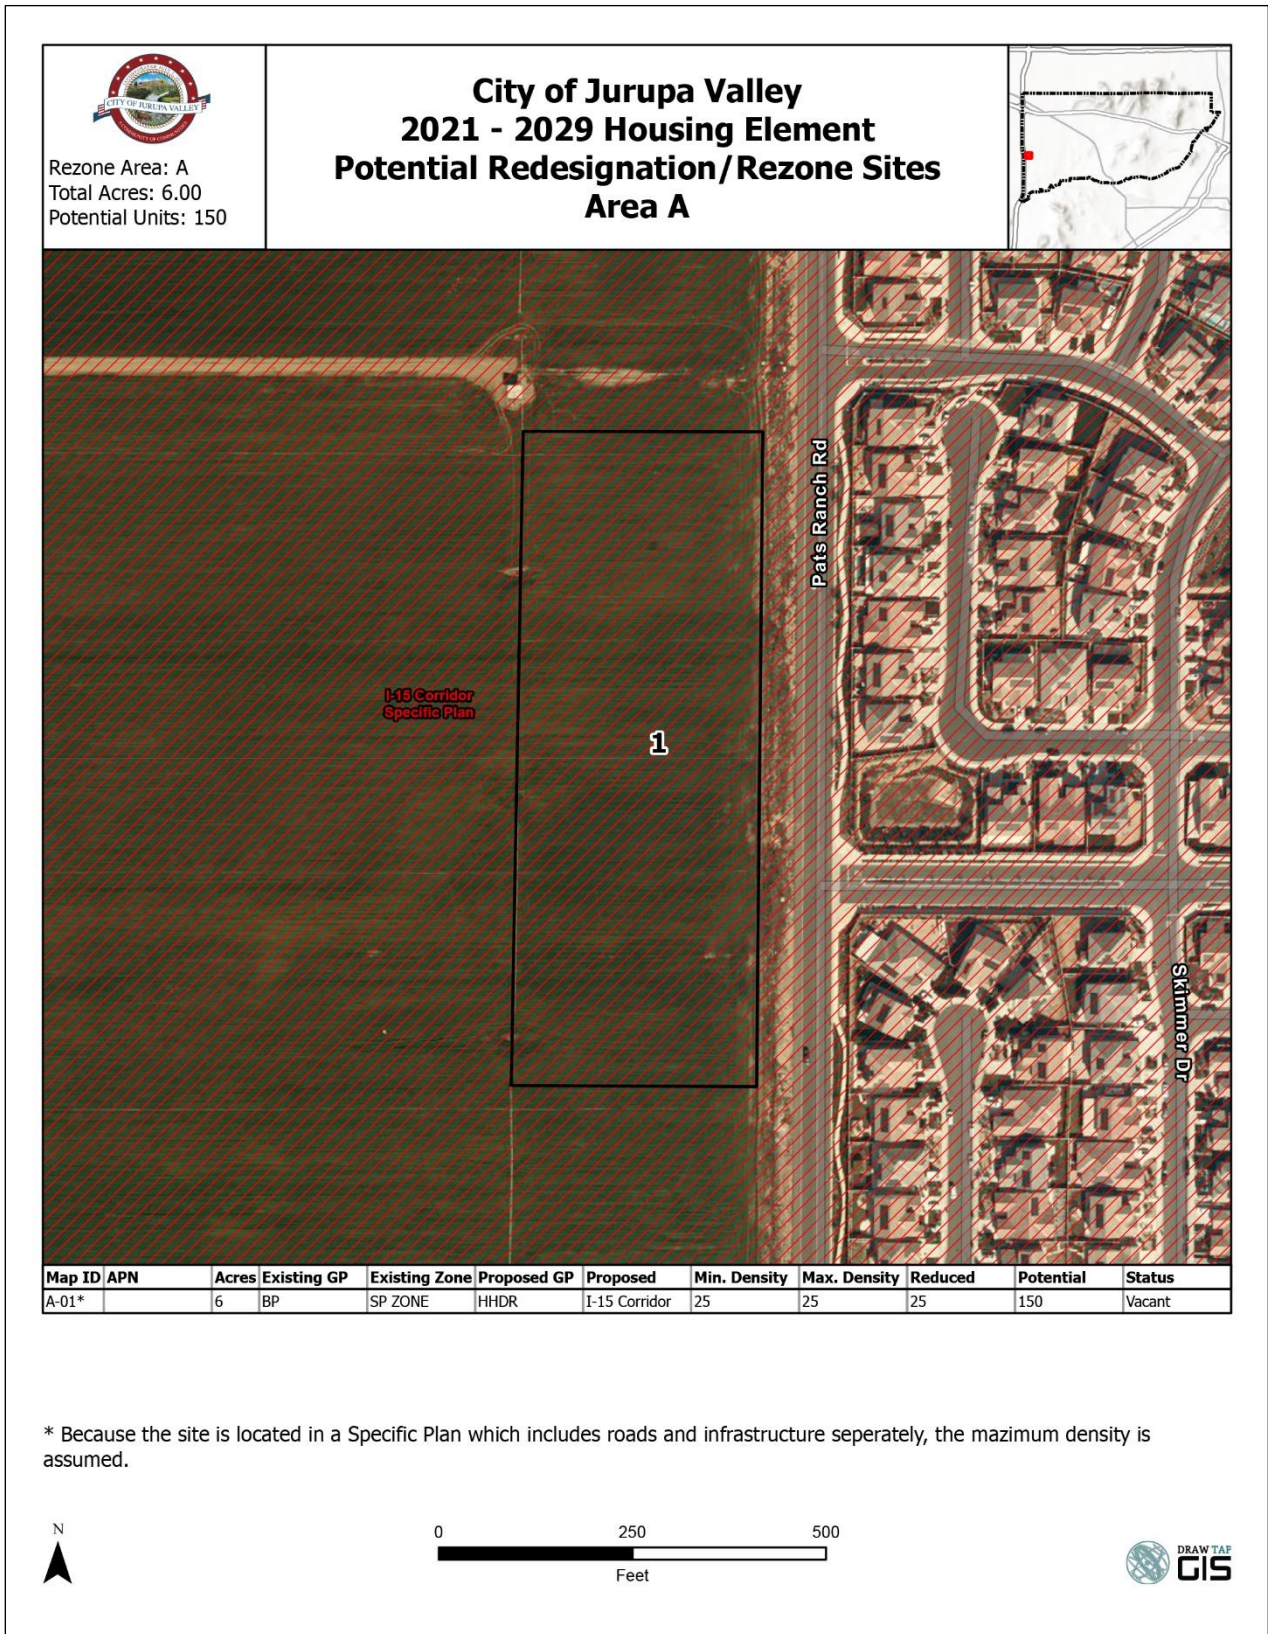 CITY OF JURUPA VALLEY
Rezone Area: A
Total Acres: 6.00
Potential Units: 150
City of Jurupa Valley
2021 - 2029 Housing Element
Potential Redesignation/Rezone Sites
Area A
Pats Ranch Rd
I-15 Corridor
Specific Plan
1
Skimmer Dr
Map ID APN Acres Existing GP Existing Zone Proposed GP Proposed Min. Density Max. Density Reduced Potential Status
A-01* 6 BP SP ZONE HHDR I-15 Corridor 25 25 25 150 Vacant
* Because the site is located in a Specific Plan which includes roads and infrastructure seperately, the mazimum density is
assumed.
N
0 250 500
Feet
DRAW TAP
GIS